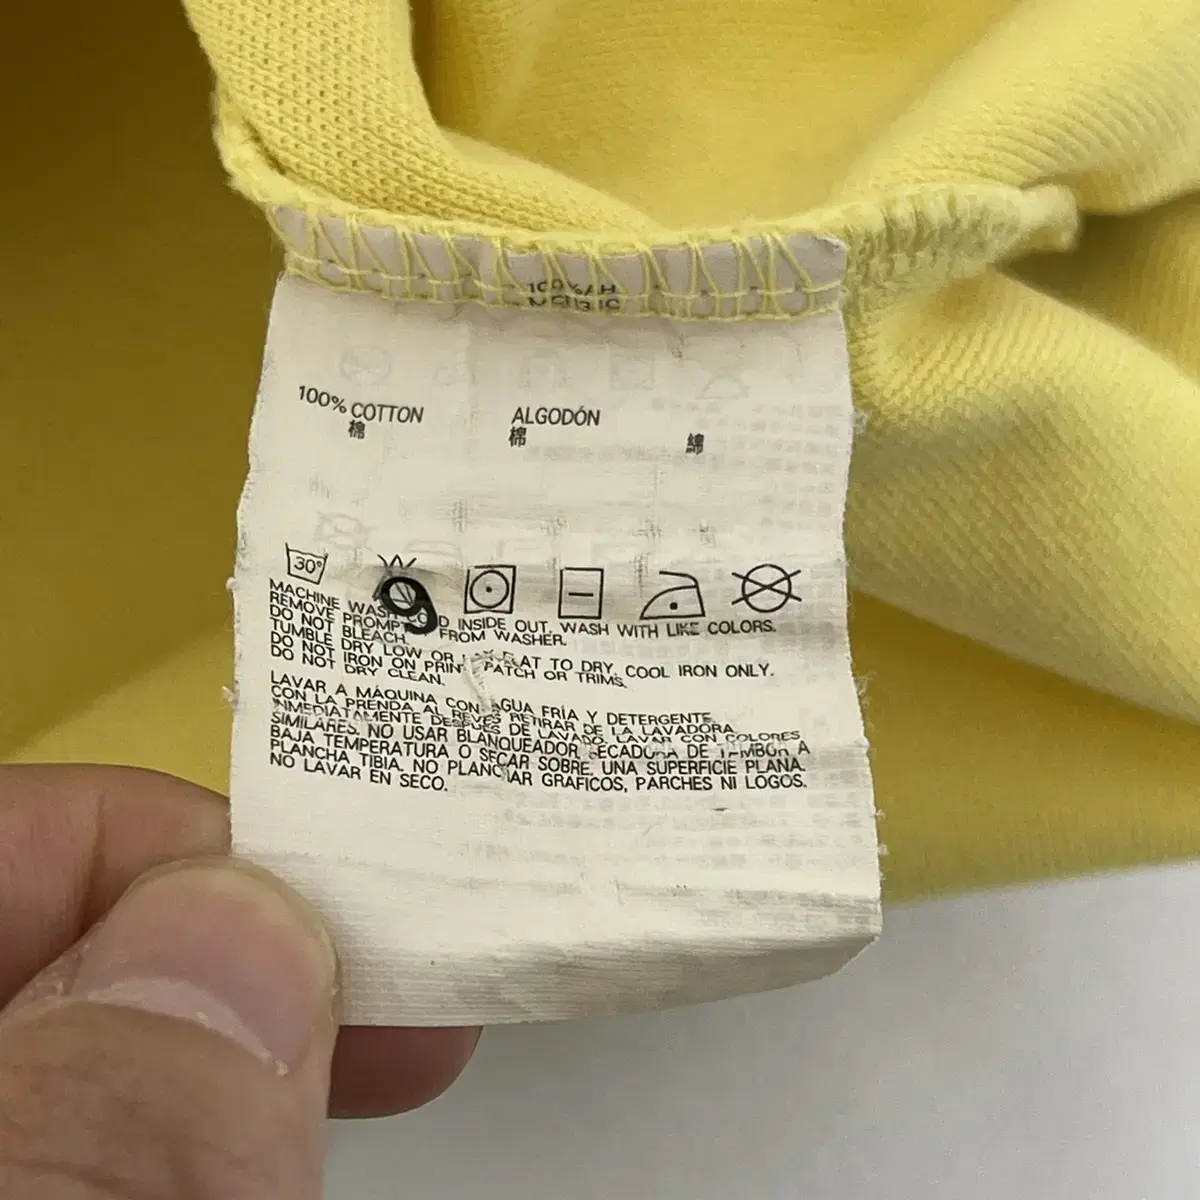 100% COTTON ALGODÓN
棉 棉 綿
30°
9
MACHINE WASH COLD INSIDE OUT, WASH WITH LIKE COLORS.
REMOVE PROMPTLY FROM WASHER.
DO NOT BLEACH.
TUMBLE DRY LOW OR LAY FLAT TO DRY, COOL IRON ONLY.
DO NOT IRON ON PRINT, PATCH OR TRIMS.
DO NOT DRY CLEAN.
LAVAR A MÁQUINA CON AGUA FRÍA Y DETERGENTE
CON LA PRENDA AL REVES RETIRAR DE LA LAVADORA
INMEDIATAMENTE DESPUES DE LAVADO. LAVAR CON COLORES
SIMILARES. NO USAR BLANQUEADOR, SECADORA DE TAMBOR A
BAJA TEMPERATURA O SECAR SOBRE. UNA SUPERFICIE PLANA.
PLANCHA TIBIA. NO PLANCHAR GRAFICOS, PARCHES NI LOGOS.
NO LAVAR EN SECO.